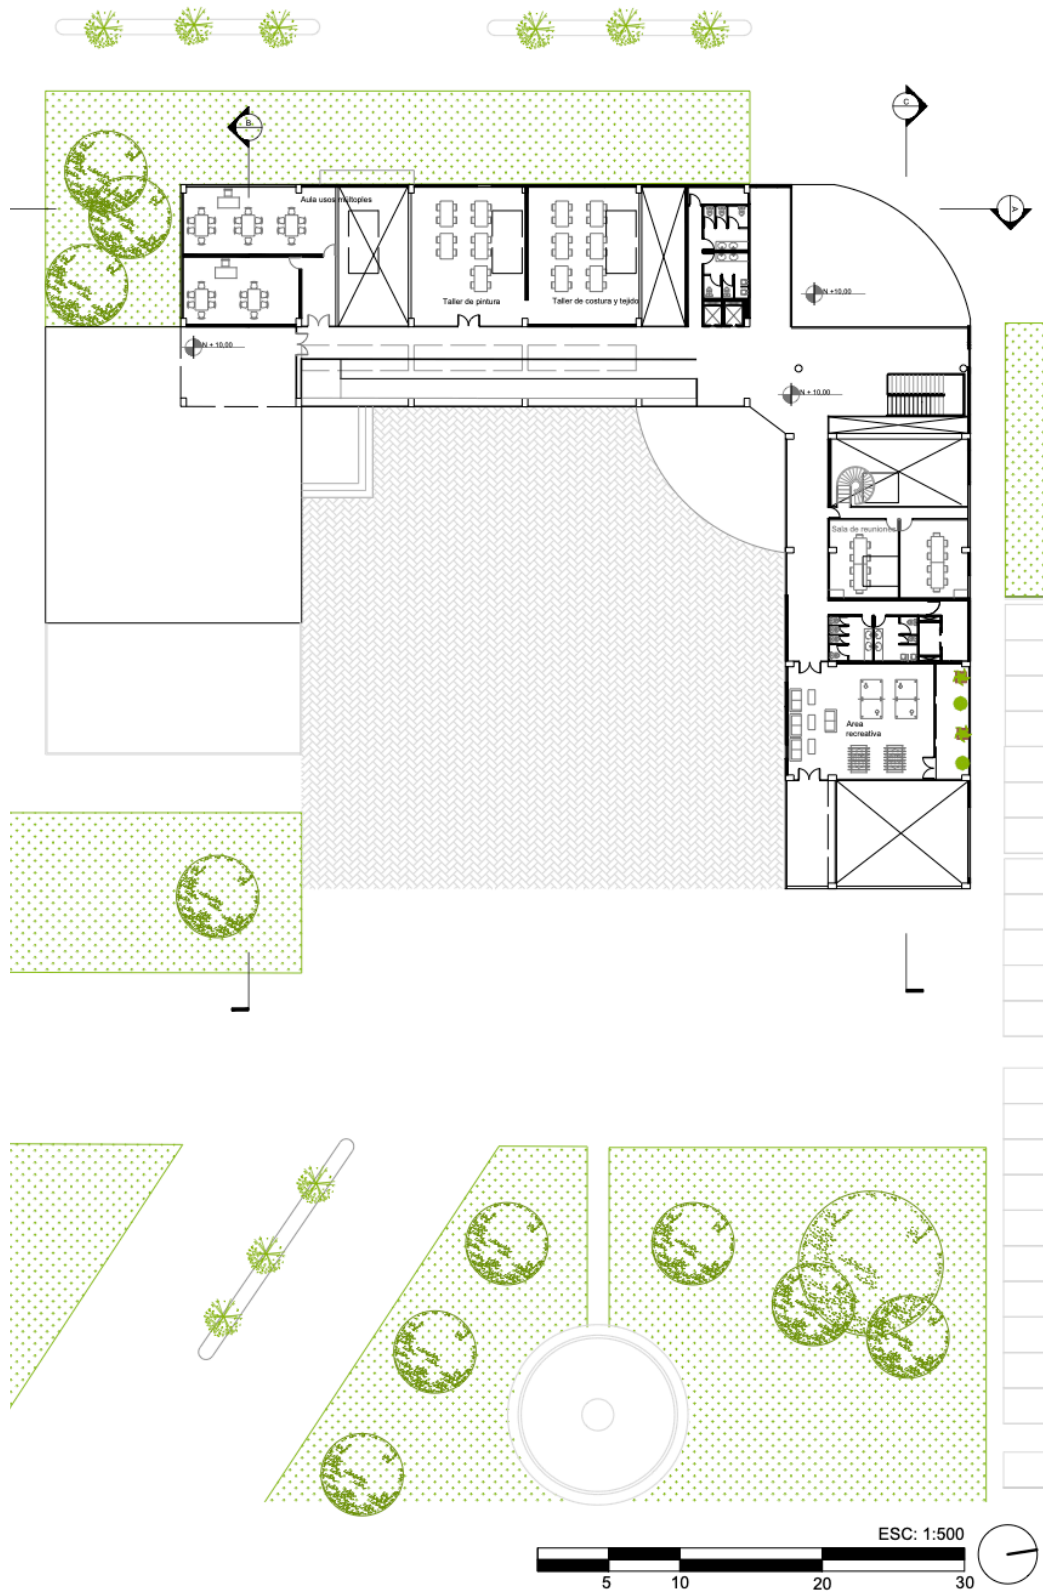 C
B
A
Aula usos múltoples
N +10,00
Taller de pintura
Taller de costura y tejido
N + 10,00
N + 10,00
Sala de reuniones
Area
recreativa
ESC: 1:500
5 10 20 30